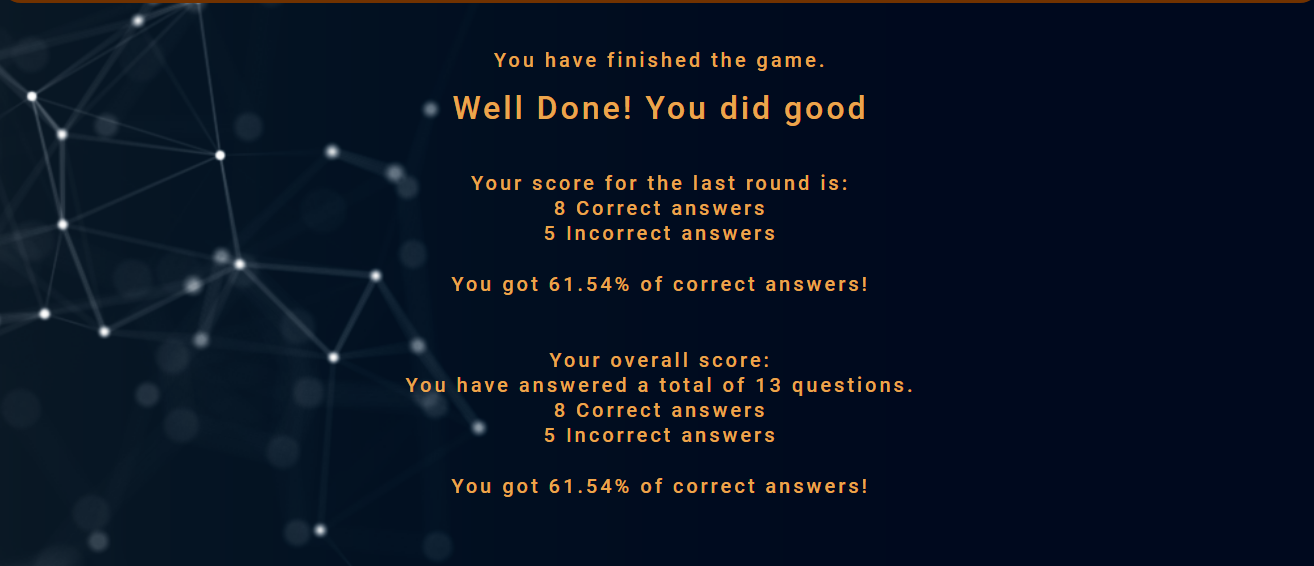 You have finished the game.
Well Done! You did good
Your score for the last round is:
8 Correct answers
5 Incorrect answers
You got 61.54% of correct answers!
Your overall score:
You have answered a total of 13 questions.
8 Correct answers
5 Incorrect answers
You got 61.54% of correct answers!